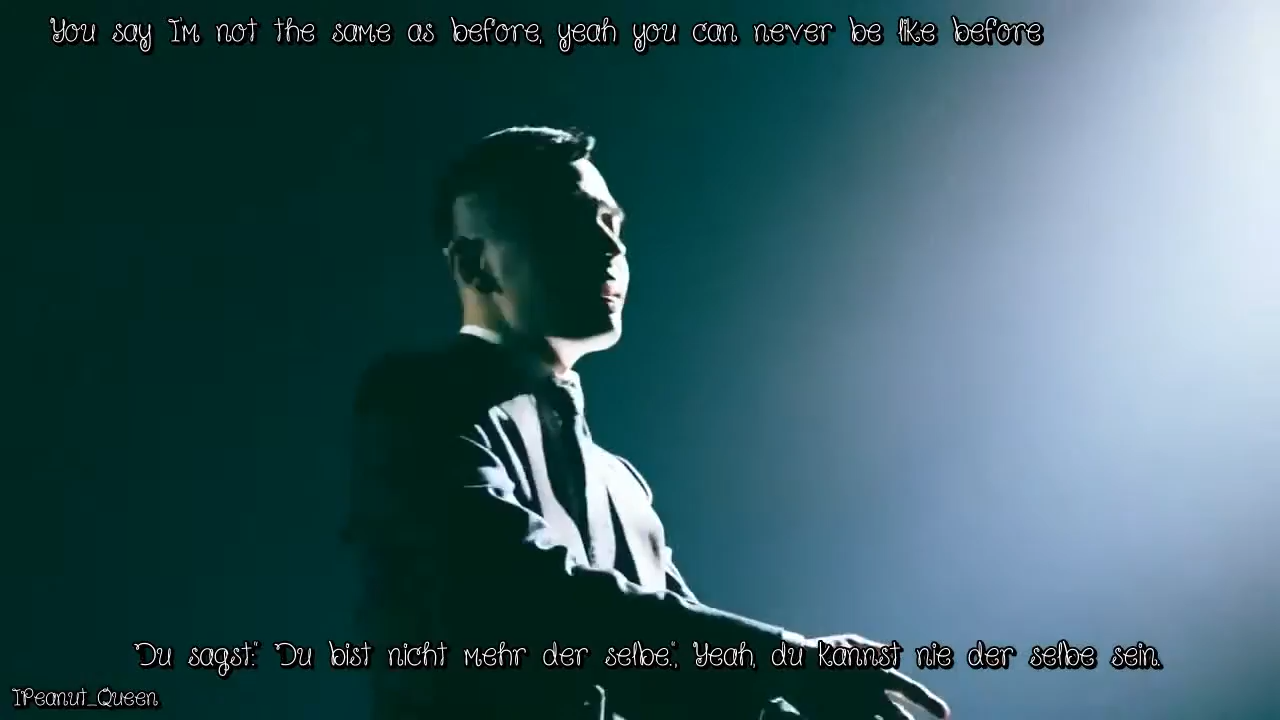 You say I'm not the same as before, yeah you can never be like before
"Du sagst:" "Du bist nicht mehr der selbe.", Yeah, du kannst nie der selbe sein.
IPeanut_Queen